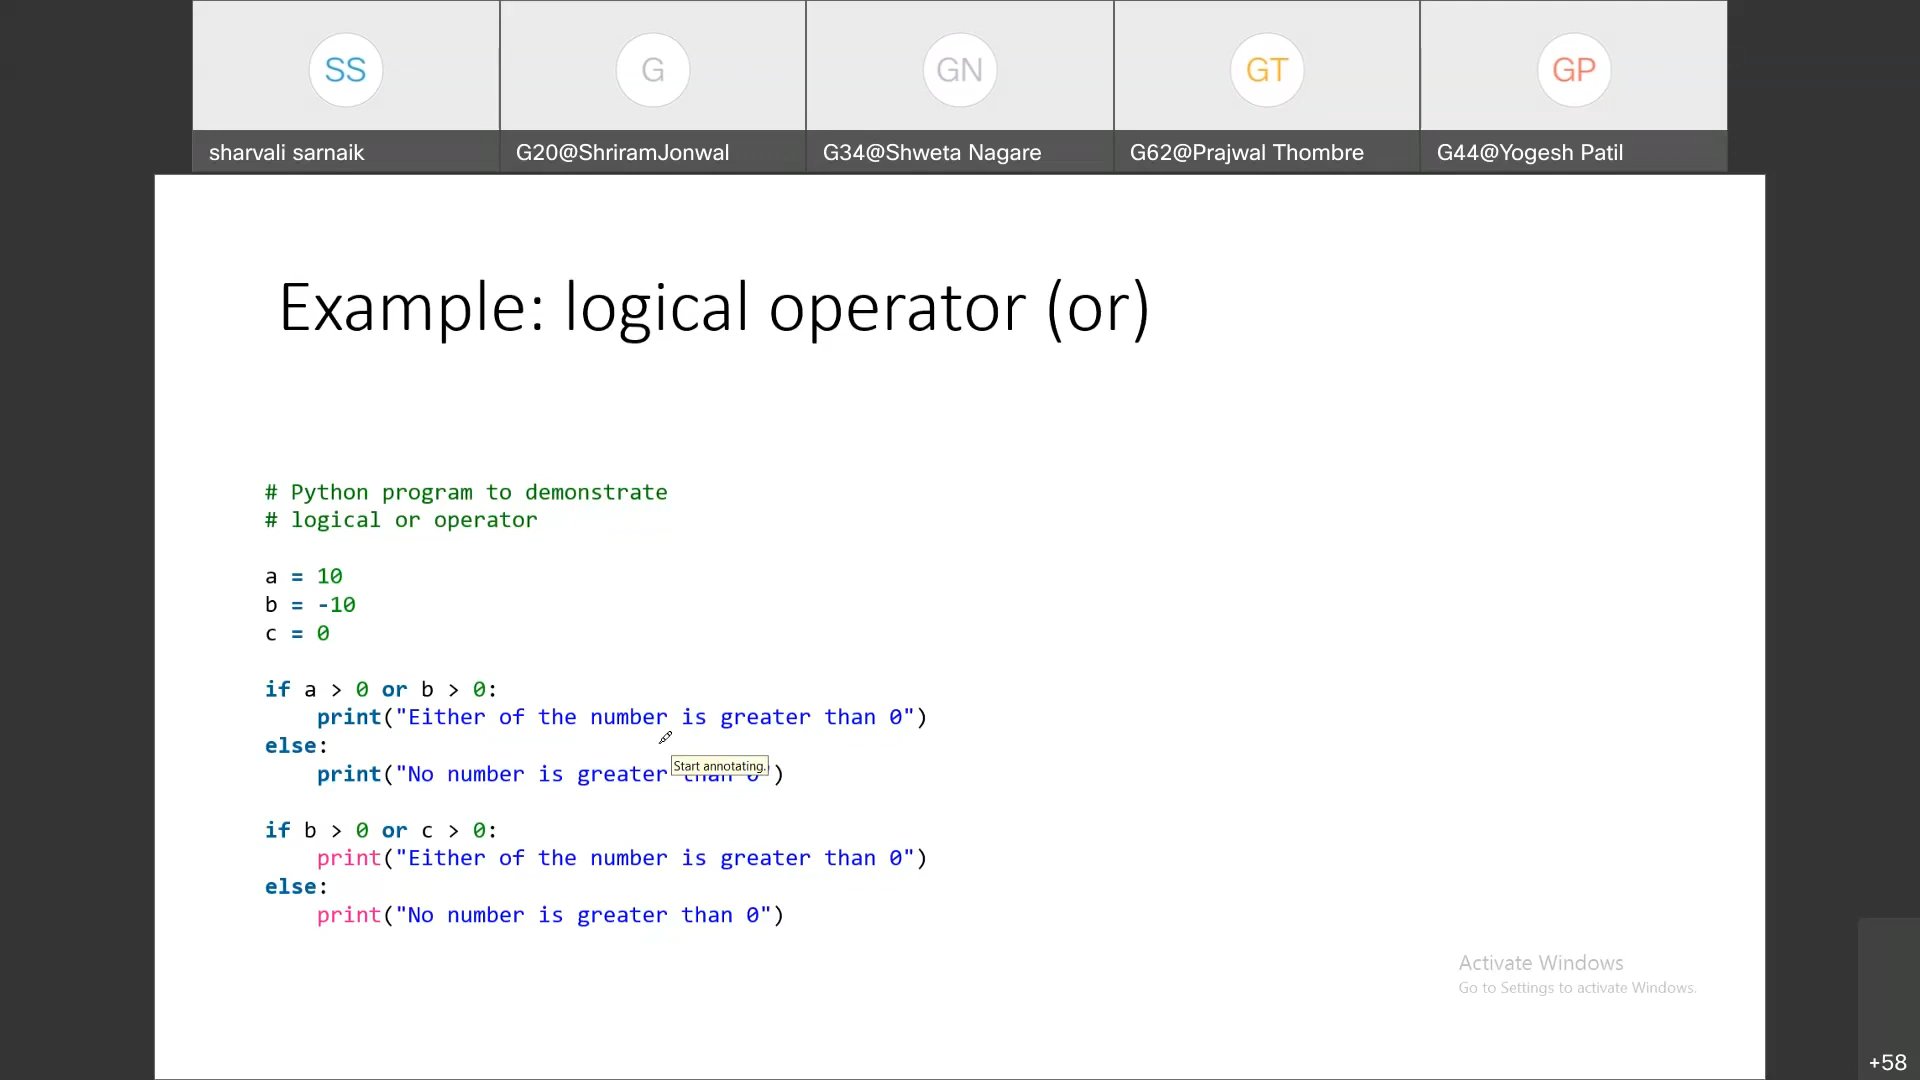 SS G GN GT GP
sharvali sarnaik G20@ShriramJonwal G34@Shweta Nagare G62@Prajwal Thombre G44@Yogesh Patil
Example: logical operator (or)
# Python program to demonstrate
# logical or operator
a = 10
b = -10
c = 0
if a > 0 or b > 0:
    print("Either of the number is greater than 0")
else:
    print("No number is greater than 0")
Start annotating.
if b > 0 or c > 0:
    print("Either of the number is greater than 0")
else:
    print("No number is greater than 0")
Activate Windows
Go to Settings to activate Windows.
+58